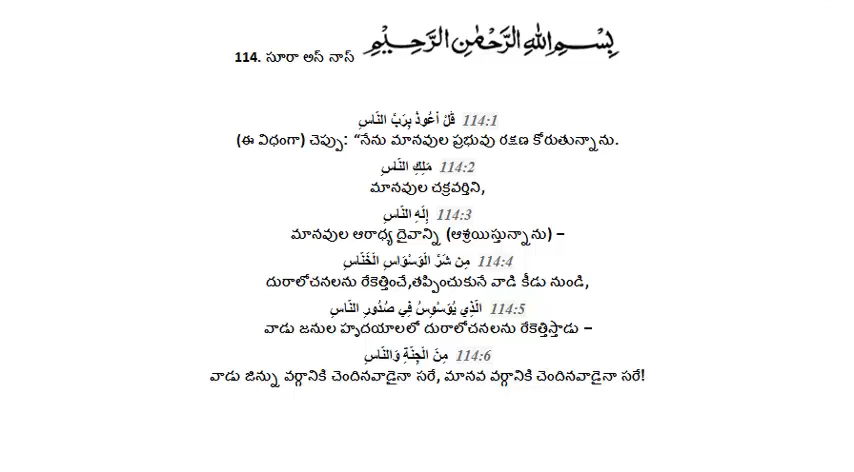 114. సూరా అస్ నాస్ بِسْمِ اللهِ الرَّحْمٰنِ الرَّحِيْمِ
114:1 قُلْ أَعُوذُ بِرَبِّ النَّاسِ
(ఈ విధంగా) చెప్పు: “నేను మానవుల ప్రభువు రక్షణ కోరుతున్నాను.
114:2 مَلِكِ النَّاسِ
మానవుల చక్రవర్తిని,
114:3 إِلَٰهِ النَّاسِ
మానవుల ఆరాధ్య దైవాన్ని (ఆశ్రయిస్తున్నాను) –
114:4 مِن شَرِّ الْوَسْوَاسِ الْخَنَّاسِ
దురాలోచనలను రేకెత్తించే,తప్పించుకునే వాడి కీడు నుండి,
114:5 الَّذِي يُوَسْوِسُ فِي صُدُورِ النَّاسِ
వాడు జనుల హృదయాలలో దురాలోచనలను రేకెత్తిస్తాడు –
114:6 مِنَ الْجِنَّةِ وَالنَّاسِ
వాడు జిన్ను వర్గానికి చెందినవాడైనా సరే, మానవ వర్గానికి చెందినవాడైనా సరే!